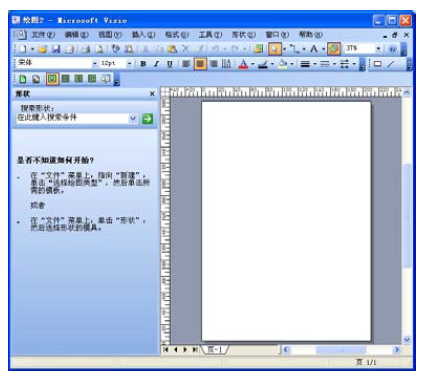 绘图2 - Microsoft Visio
文件(F) 编辑(E) 视图(V) 插入(I) 格式(O) 工具(T) 形状(S) 窗口(W) 帮助(H)
37%
宋体 12pt B I U A
形状
搜索形状:
在此键入搜索条件
是否不知道如何开始?
. 在“文件”菜单上，指向“新建”，
单击“选择绘图类型”，然后单击所
需的模板。
或者
. 在“文件”菜单上，单击“形状”，
然后选择形状的模具。
页-1
页 1/1